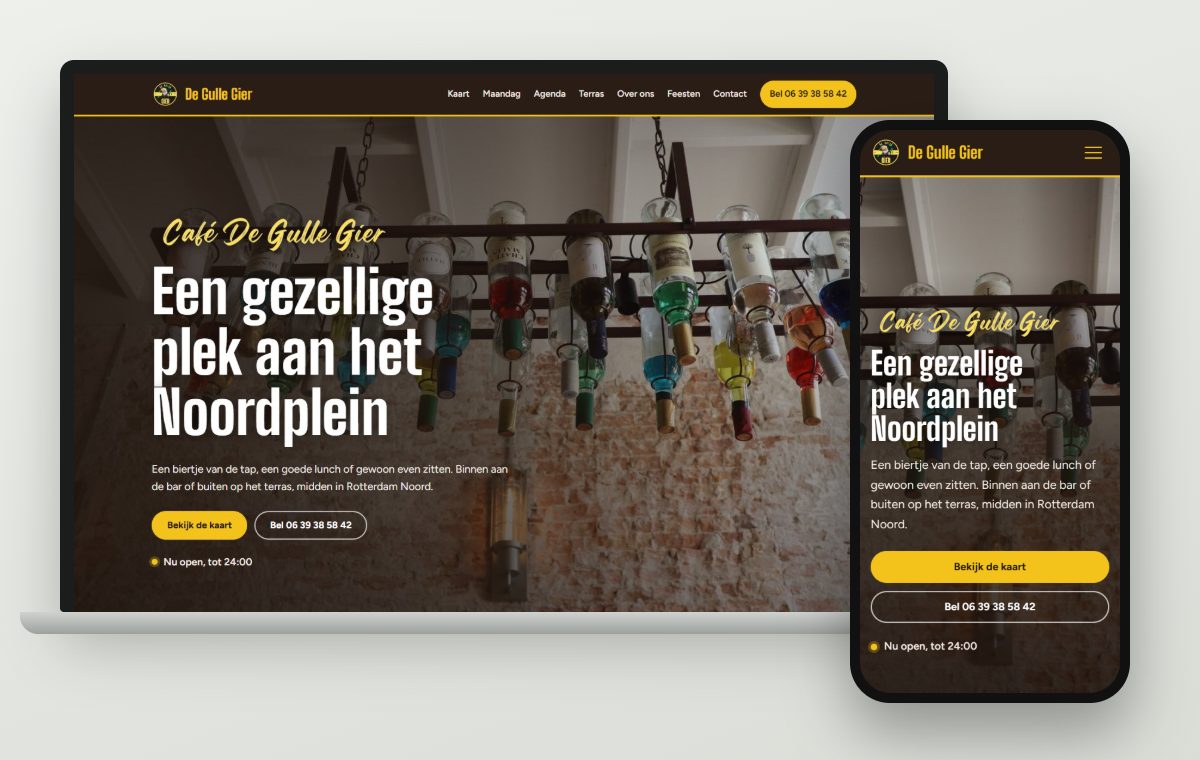 De Gulle Gier
Kaart Maandag Agenda Terras Over ons Feesten Contact Bel 06 39 38 58 42
Café De Gulle Gier
Een gezellige
plek aan het
Noordplein
Een biertje van de tap, een goede lunch of gewoon even zitten. Binnen aan
de bar of buiten op het terras, midden in Rotterdam Noord.
Bekijk de kaart
Bel 06 39 38 58 42
Nu open, tot 24:00
De Gulle Gier
Café De Gulle Gier
Een gezellige
plek aan het
Noordplein
Een biertje van de tap, een goede lunch of
gewoon even zitten. Binnen aan de bar of
buiten op het terras, midden in Rotterdam
Noord.
Bekijk de kaart
Bel 06 39 38 58 42
Nu open, tot 24:00